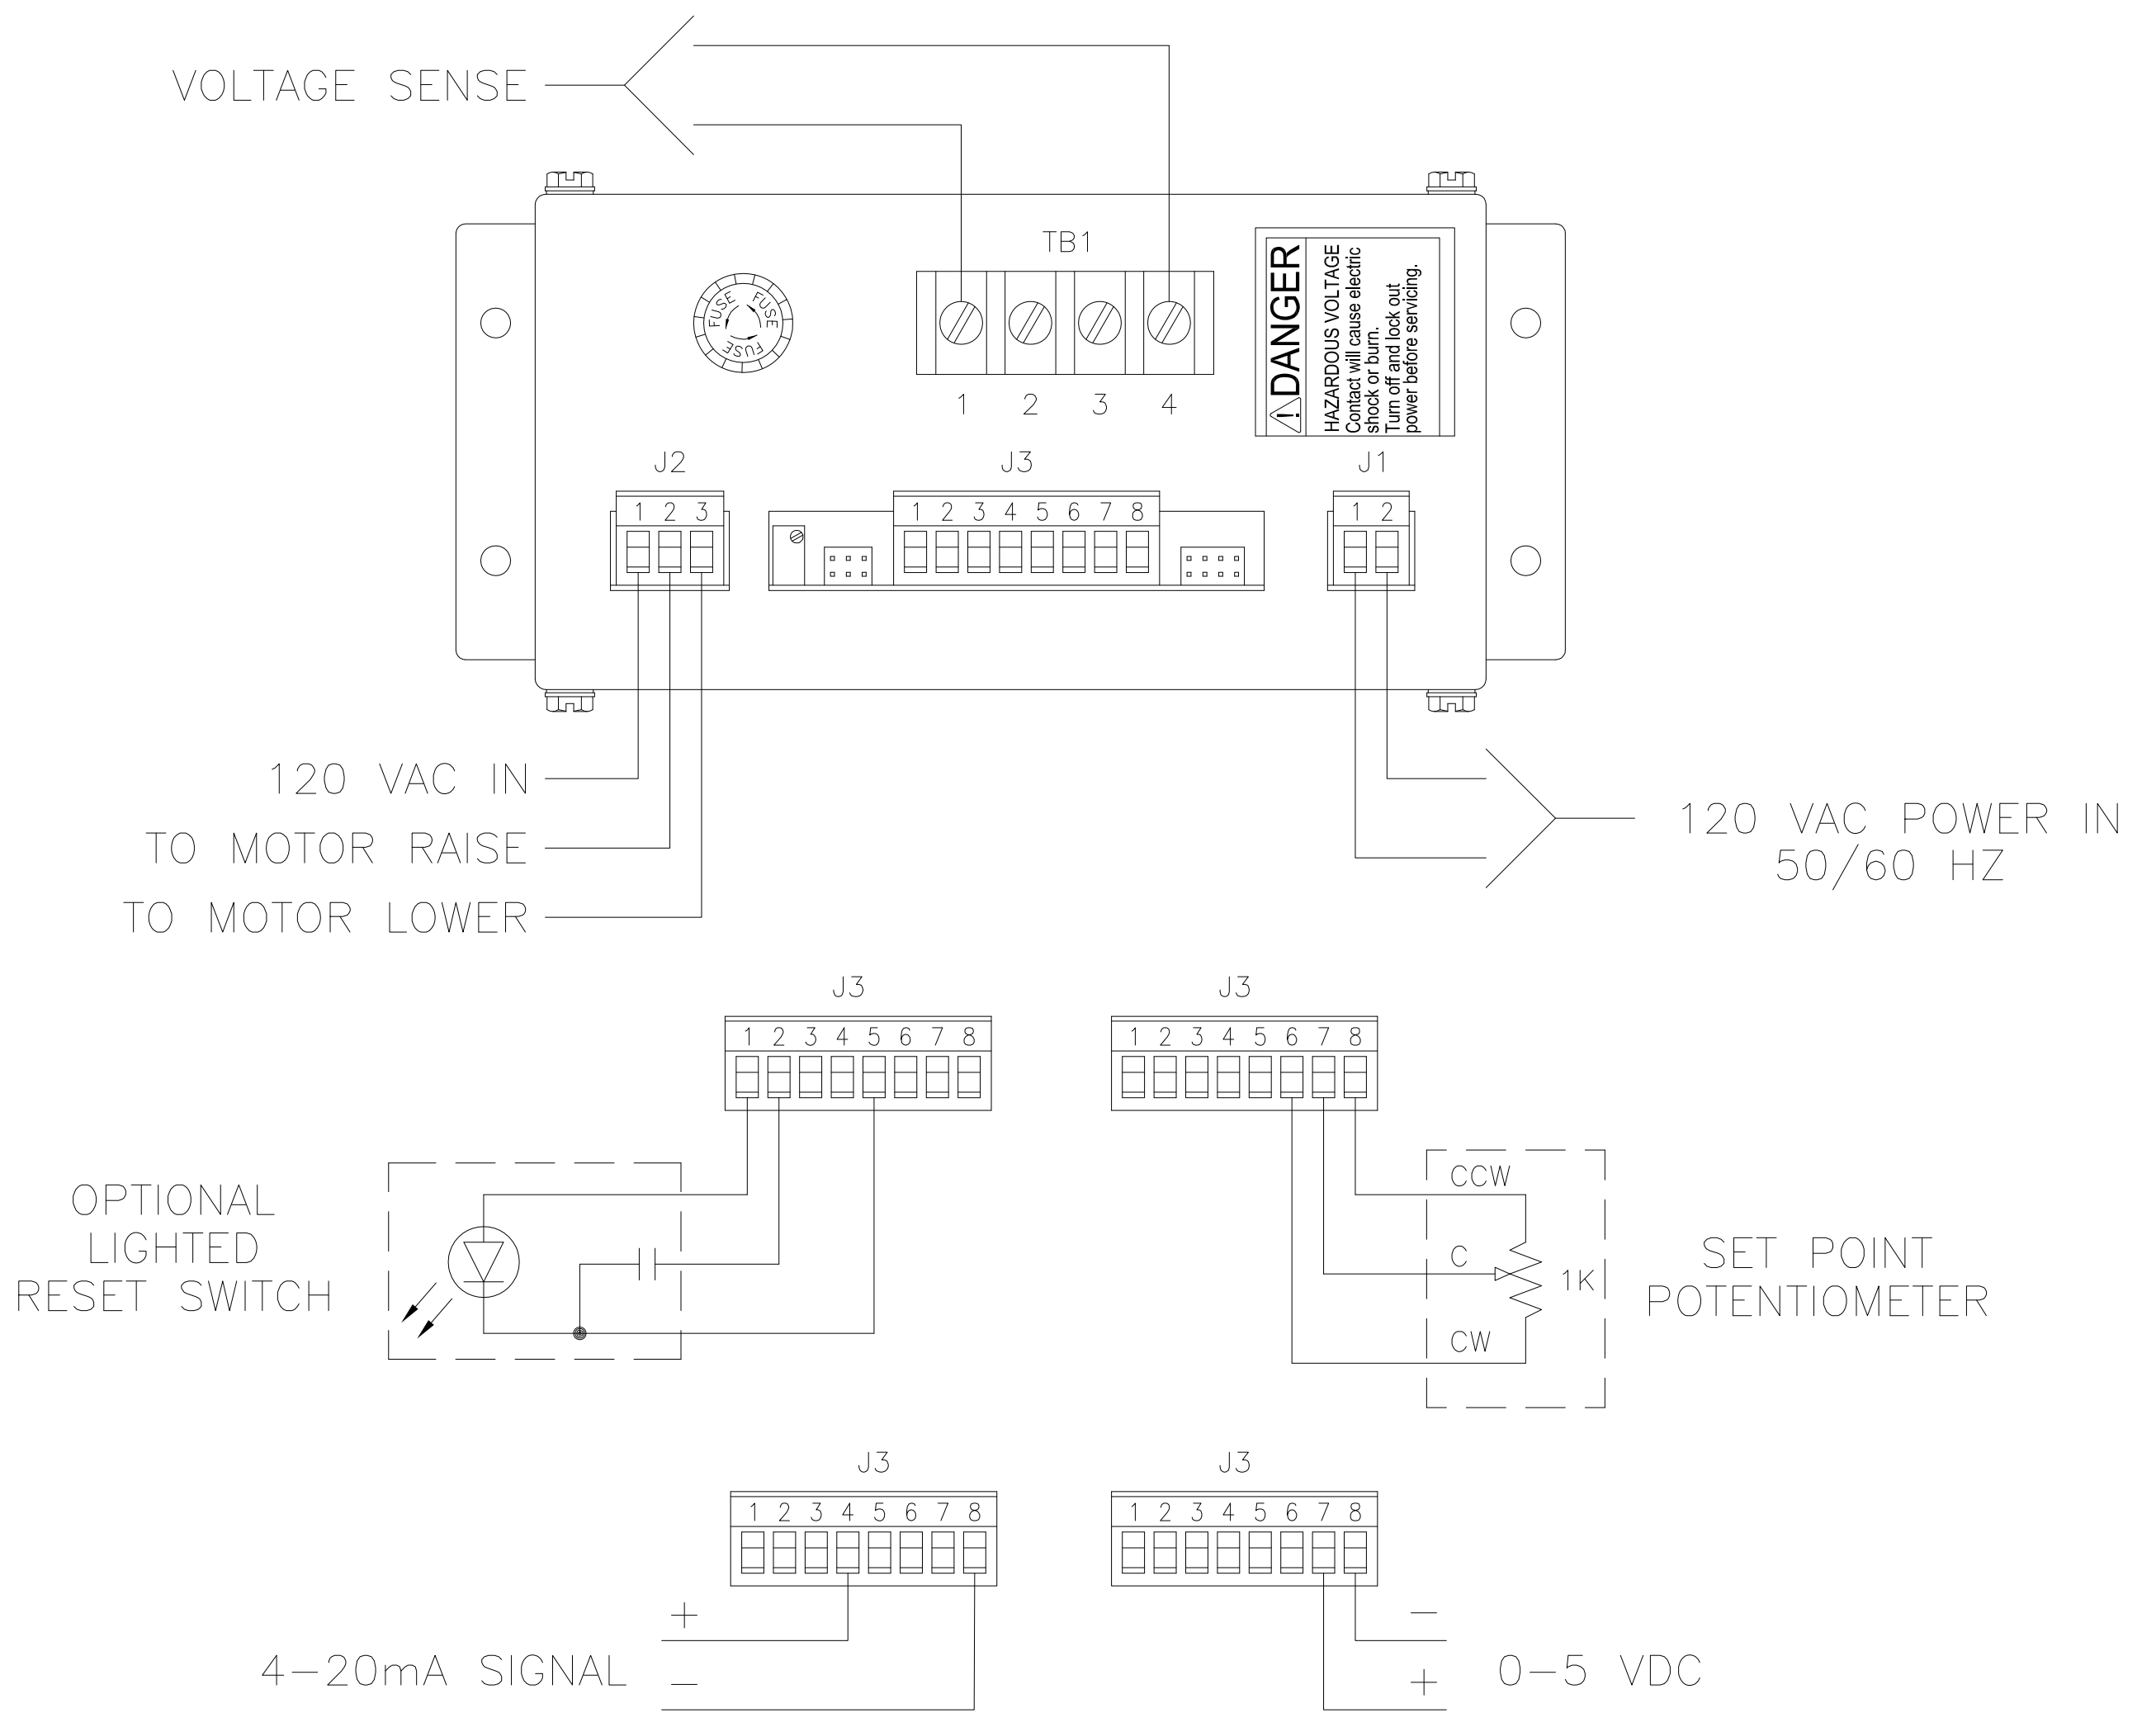 VOLTAGE SENSE
TB1
FUSE FUSE FUSE
1 2 3 4
DANGER
HAZARDOUS VOLTAGE
Contact will cause electric
shock or burn.
Turn off and lock out
power before servicing.
J2
1 2 3
J3
1 2 3 4 5 6 7 8
J1
1 2
120 VAC IN
TO MOTOR RAISE
TO MOTOR LOWER
120 VAC POWER IN
50/60 HZ
J3
1 2 3 4 5 6 7 8
OPTIONAL
LIGHTED
RESET SWITCH
J3
1 2 3 4 5 6 7 8
CCW
C
CW
1K
SET POINT
POTENTIOMETER
J3
1 2 3 4 5 6 7 8
+
4-20mA SIGNAL
-
J3
1 2 3 4 5 6 7 8
-
0-5 VDC
+